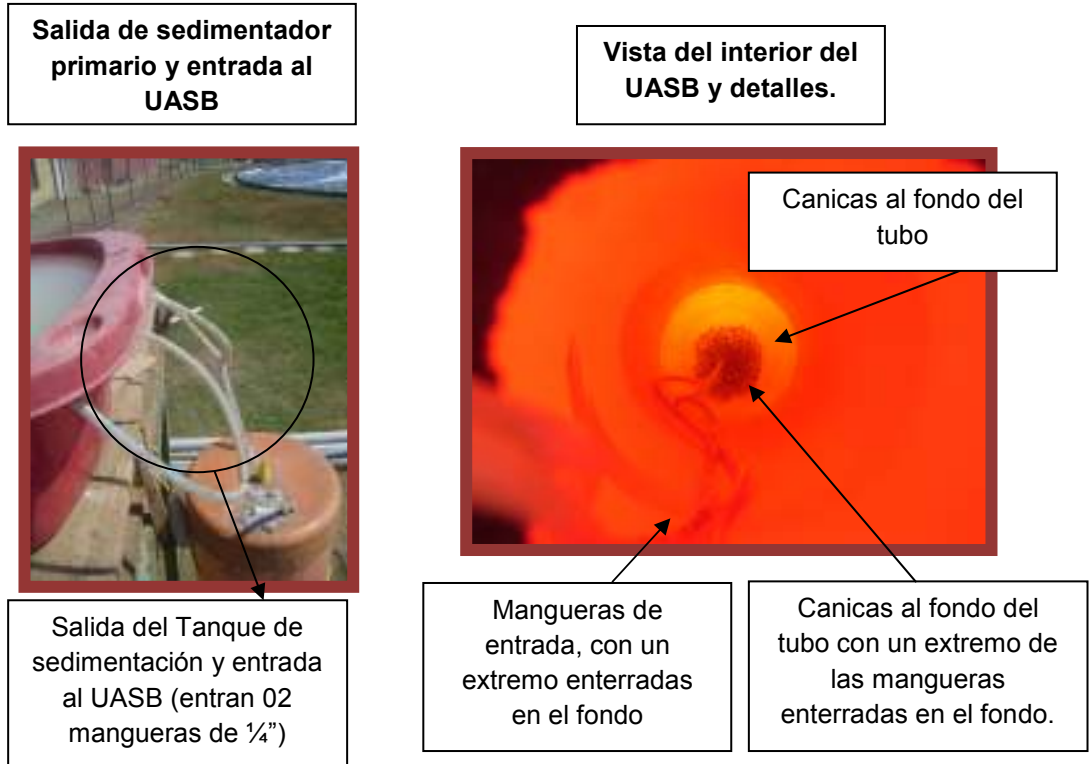 Salida de sedimentador
primario y entrada al
UASB
Vista del interior del
UASB y detalles.
Canicas al fondo del
tubo
Salida del Tanque de
sedimentación y entrada
al UASB (entran 02
mangueras de ¼”)
Mangueras de
entrada, con un
extremo enterradas
en el fondo
Canicas al fondo del
tubo con un extremo de
las mangueras
enterradas en el fondo.